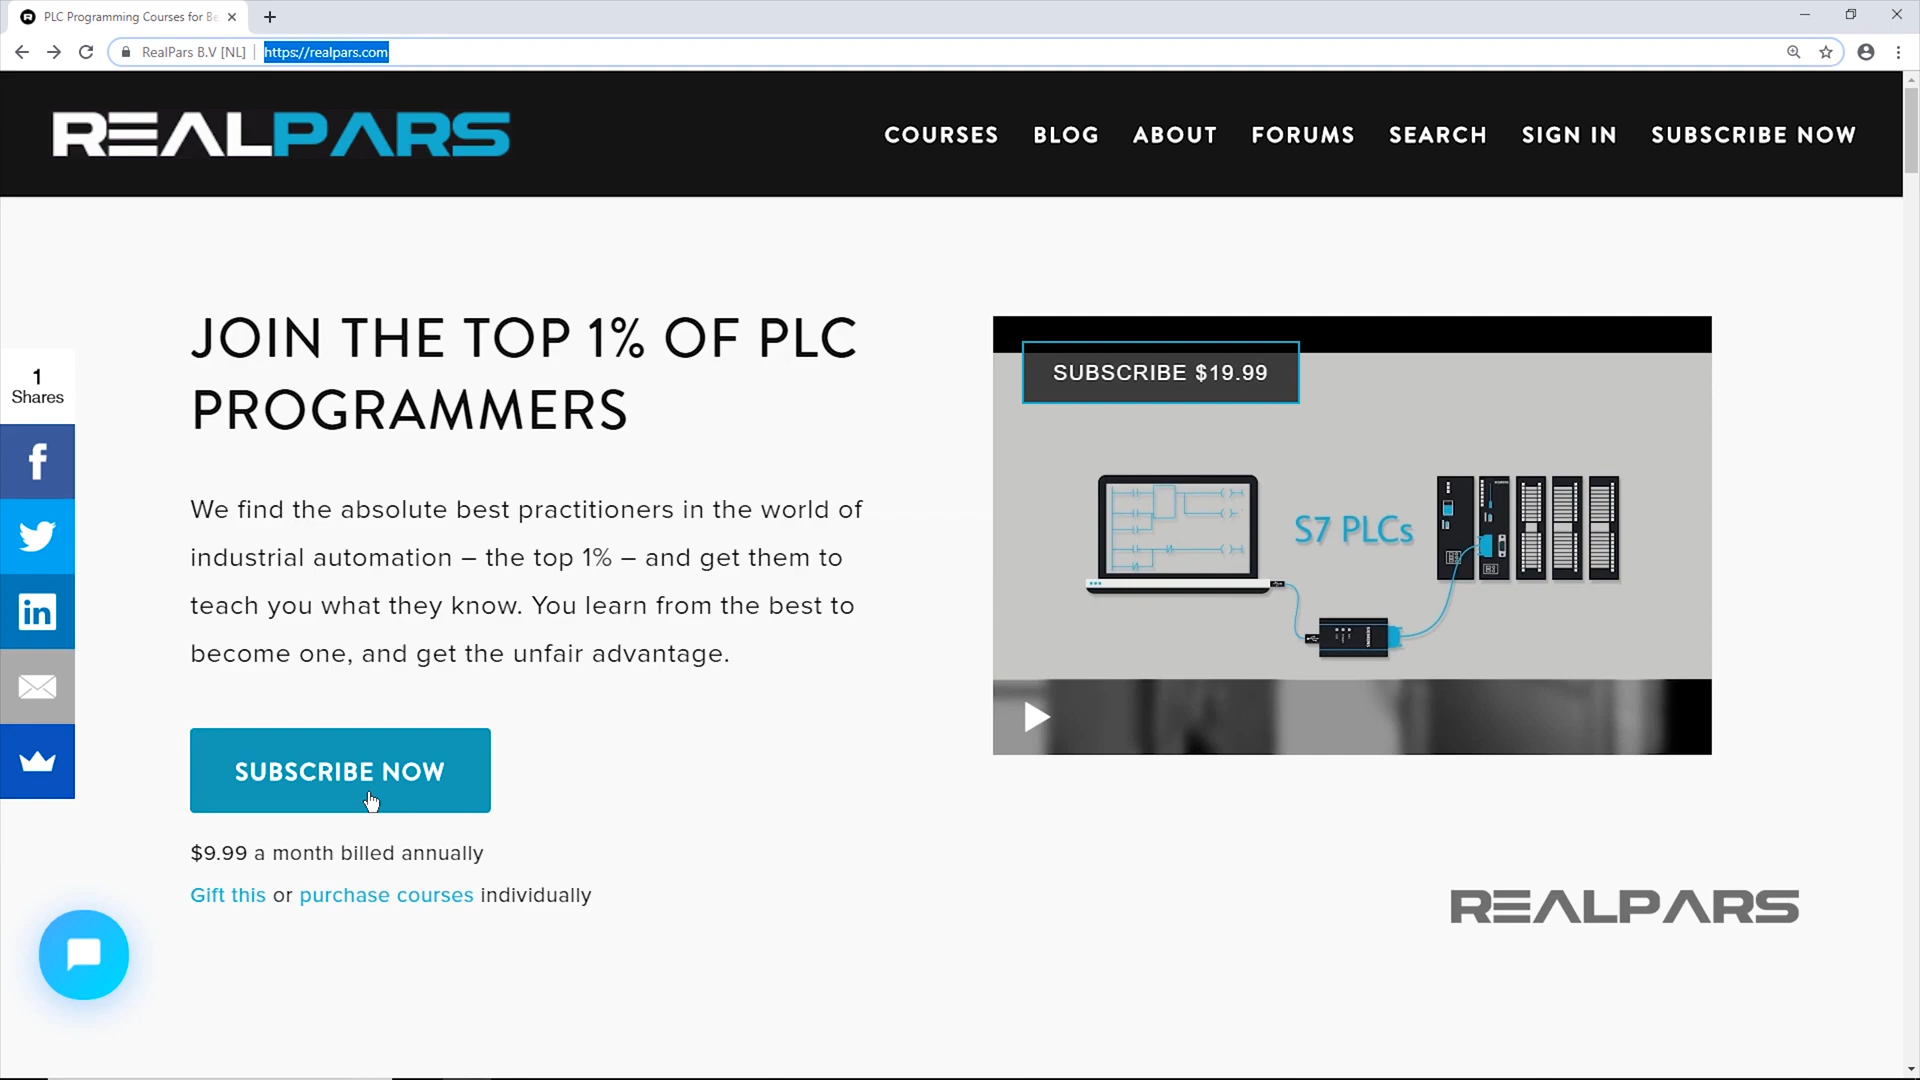 PLC Programming Courses for Be
RealPars B.V [NL]
https://realpars.com
REALPARS
COURSES
BLOG
ABOUT
FORUMS
SEARCH
SIGN IN
SUBSCRIBE NOW
JOIN THE TOP 1% OF PLC
PROGRAMMERS
We find the absolute best practitioners in the world of
industrial automation – the top 1% – and get them to
teach you what they know. You learn from the best to
become one, and get the unfair advantage.
SUBSCRIBE NOW
$9.99 a month billed annually
Gift this or purchase courses individually
1
Shares
SUBSCRIBE $19.99
S7 PLCs
REALPARS